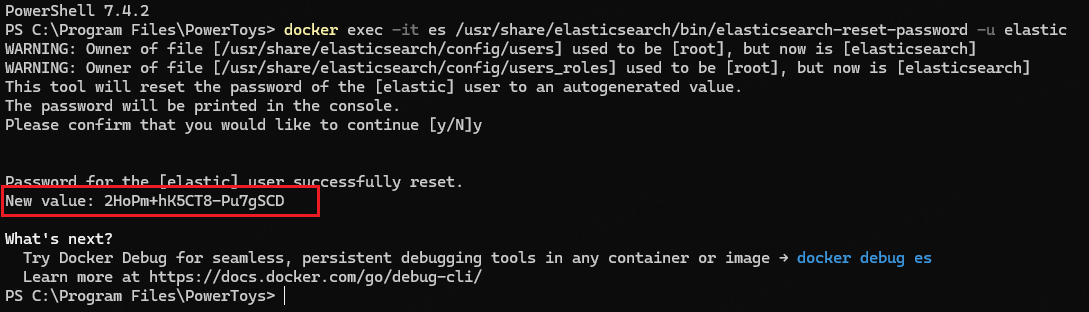 PowerShell 7.4.2
PS C:\Program Files\PowerToys> docker exec -it es /usr/share/elasticsearch/bin/elasticsearch-reset-password -u elastic
WARNING: Owner of file [/usr/share/elasticsearch/config/users] used to be [root], but now is [elasticsearch]
WARNING: Owner of file [/usr/share/elasticsearch/config/users_roles] used to be [root], but now is [elasticsearch]
This tool will reset the password of the [elastic] user to an autogenerated value.
The password will be printed in the console.
Please confirm that you would like to continue [y/N]y
Password for the [elastic] user successfully reset.
New value: 2HoPm+hK5CT8-Pu7gSCD
What's next?
Try Docker Debug for seamless, persistent debugging tools in any container or image → docker debug es
Learn more at https://docs.docker.com/go/debug-cli/
PS C:\Program Files\PowerToys>